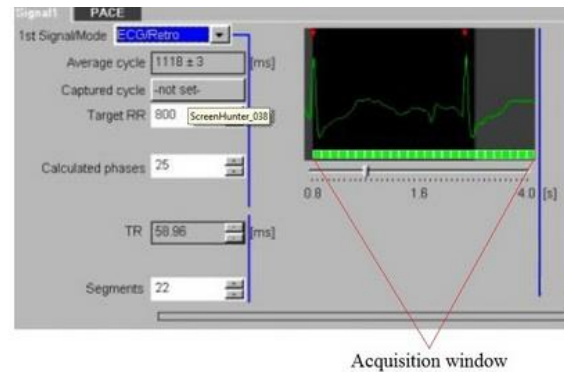 Signal1 PACE
1st Signal/Mode ECG/Retro
Average cycle 1118 ± 3 [ms]
Captured cycle -not set-
Target RR 800 ScreenHunter_038
Calculated phases 25
0.8 1.6 4.0 [s]
TR 58.96 [ms]
Segments 22
Acquisition window